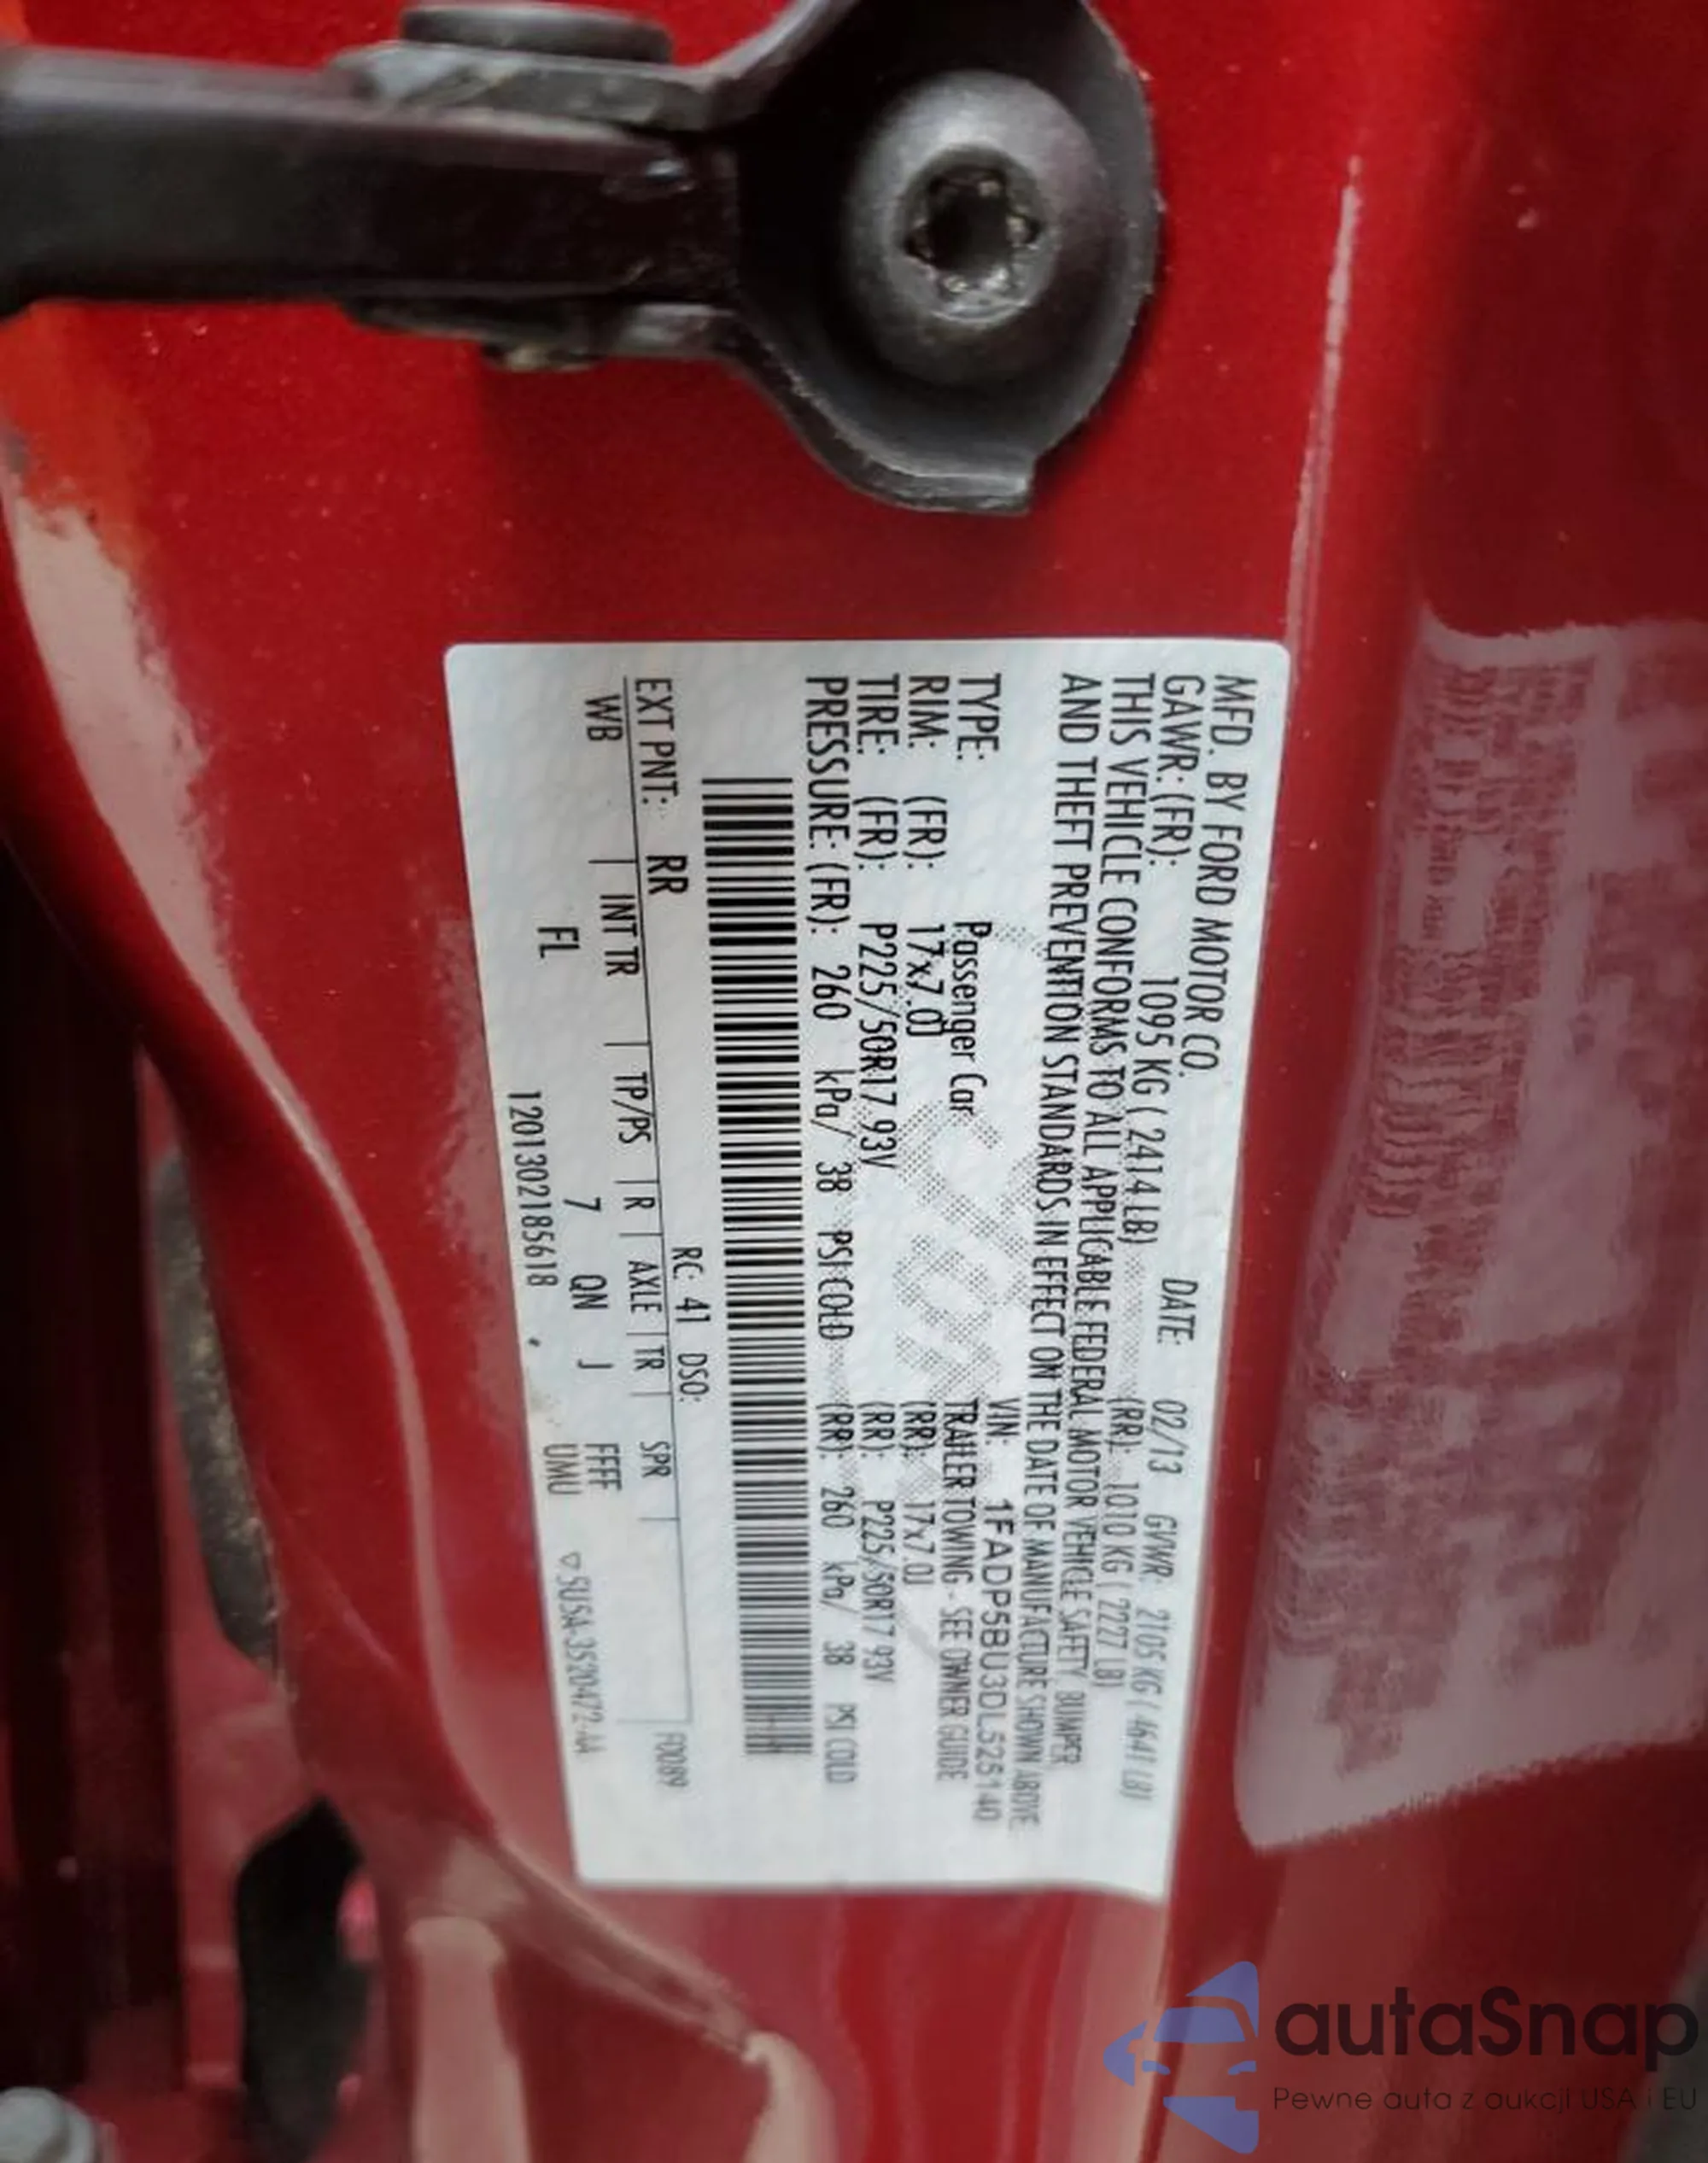 MFD. BY FORD MOTOR CO. DATE: 02/13 GVWR: 2105 KG ( 4641 LB)
GAWR: (FR): 1095 KG ( 2414 LB) (RR): 1010 KG ( 2227 LB)
THIS VEHICLE CONFORMS TO ALL APPLICABLE FEDERAL MOTOR VEHICLE SAFETY, BUMPER,
AND THEFT PREVENTION STANDARDS IN EFFECT ON THE DATE OF MANUFACTURE SHOWN ABOVE.
VIN: 1FADP5BU3DL525140
TYPE: Passenger Car TRAILER TOWING - SEE OWNER GUIDE
RIM: (FR): 17x7.0J (RR): 17x7.0J
TIRE: (FR): P225/50R17 93V (RR): P225/50R17 93V
PRESSURE: (FR): 260 kPa/ 38 PSI COLD (RR): 260 kPa/ 38 PSI COLD
RC: 41 DSO: F0089
EXT PNT: RR
WB | INT TR | TP/PS | R | AXLE | TR | SPR |
FL 7 QN J FFFF
UMU ▽5USA-3520472-AA
1201302185618
autaSnap
Pewne auta z aukcji USA i EU